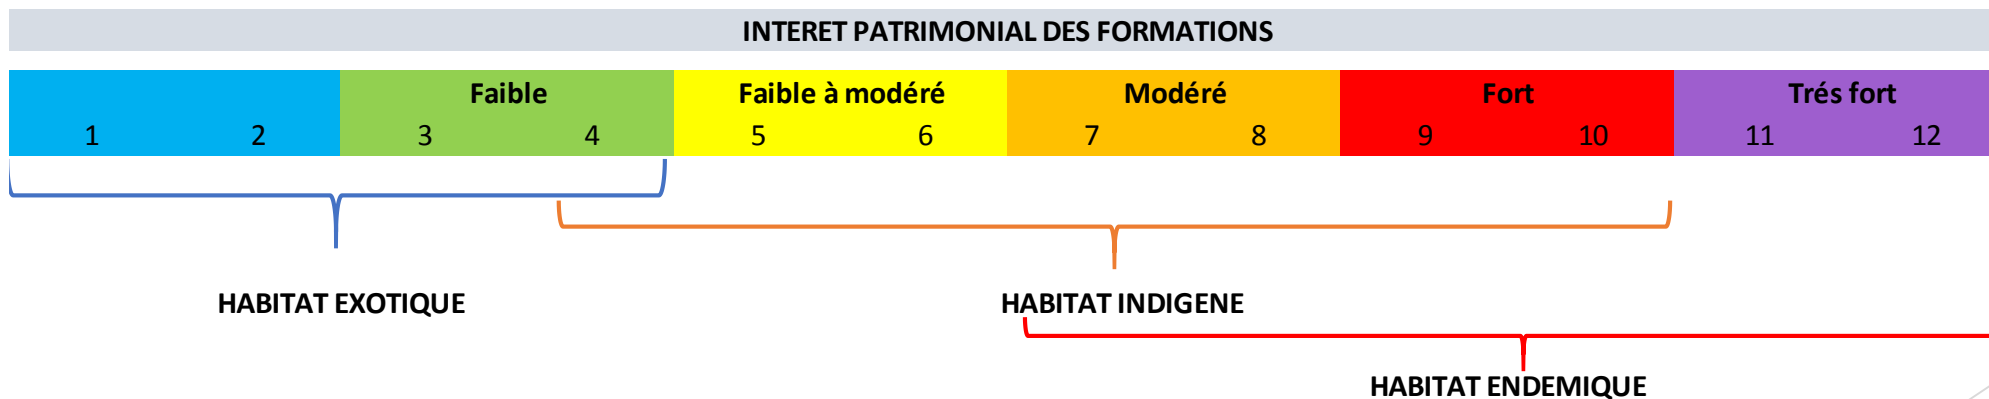 INTERET PATRIMONIAL DES FORMATIONS
Faible Faible à modéré Modéré Fort Trés fort
1 2 3 4 5 6 7 8 9 10 11 12
HABITAT EXOTIQUE HABITAT INDIGENE
HABITAT ENDEMIQUE